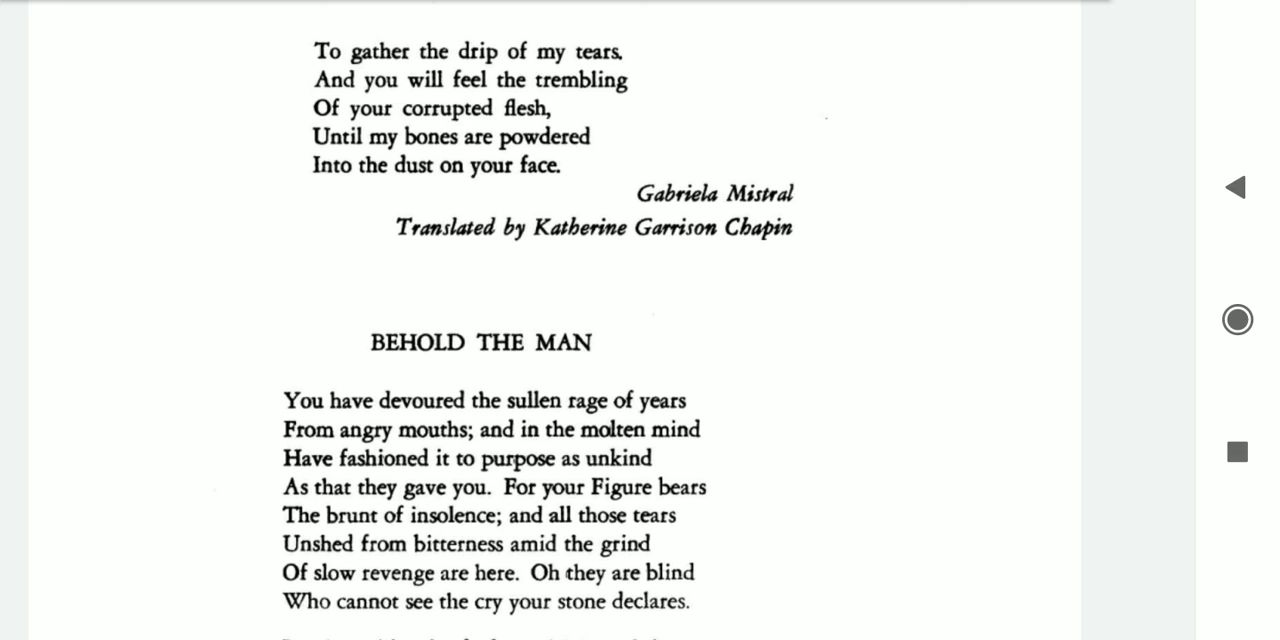 To gather the drip of my tears.
And you will feel the trembling
Of your corrupted flesh,
Until my bones are powdered
Into the dust on your face.
Gabriela Mistral
Translated by Katherine Garrison Chapin
BEHOLD THE MAN
You have devoured the sullen rage of years
From angry mouths; and in the molten mind
Have fashioned it to purpose as unkind
As that they gave you. For your Figure bears
The brunt of insolence; and all those tears
Unshed from bitterness amid the grind
Of slow revenge are here. Oh they are blind
Who cannot see the cry your stone declares.